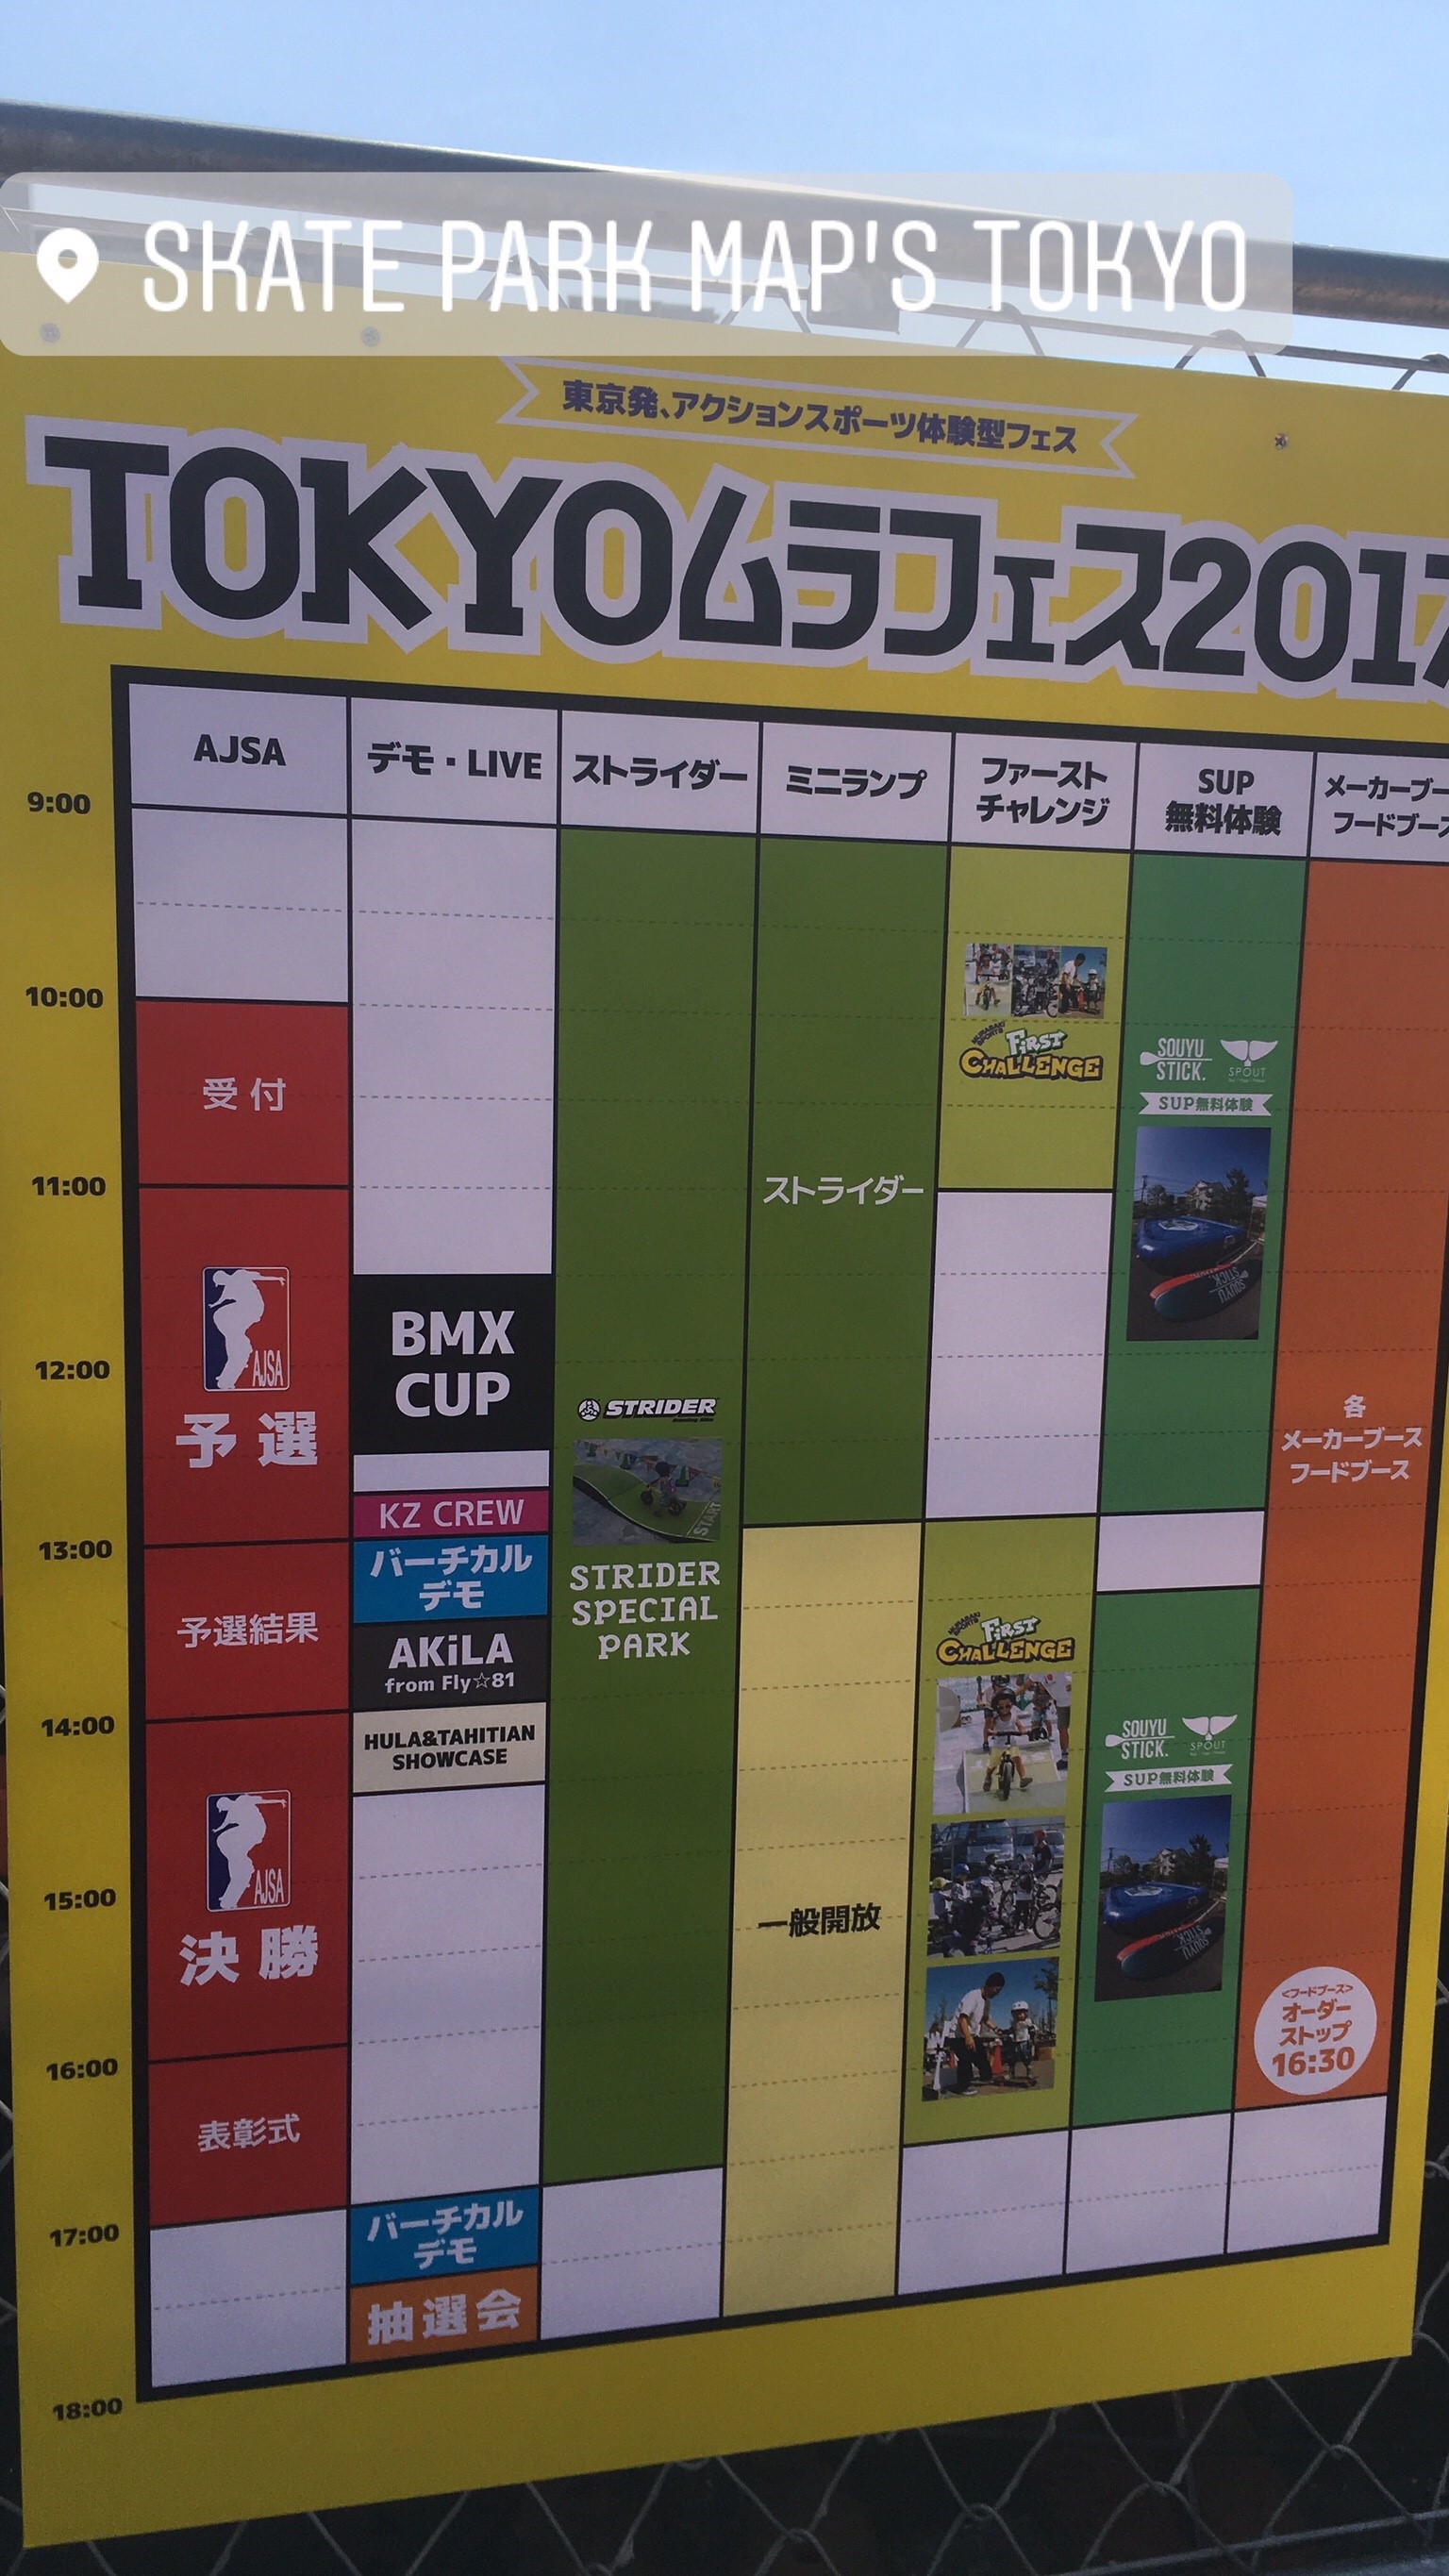 SKATE PARK MAP'S TOKYO
東京発、アクションスポーツ体験型フェス
TOKYOムラフェス2017
AJSA
デモ・LIVE
ストライダー
ミニランプ
ファースト
チャレンジ
SUP
無料体験
メーカーブー
フードブース
9:00
10:00
11:00
12:00
13:00
14:00
15:00
16:00
17:00
18:00
受付
AJSA
予選
予選結果
AJSA
決勝
表彰式
BMX
CUP
KZ CREW
バーチカル
デモ
AKiLA
from Fly☆81
HULA&TAHITIAN
SHOWCASE
バーチカル
デモ
抽選会
STRIDER
START
STRIDER
SPECIAL
PARK
ストライダー
一般開放
MURASAKI
SPORTS
FiRST
CHALLENGE
MURASAKI
SPORTS
FiRST
CHALLENGE
SOUYU
STICK.
SPOUT
SUP無料体験
SOUYU
STICK
SOUYU
STICK.
SPOUT
SUP無料体験
SOUYU
STICK
各
メーカーブース
フードブース
<フードブース>
オーダー
ストップ
16:30